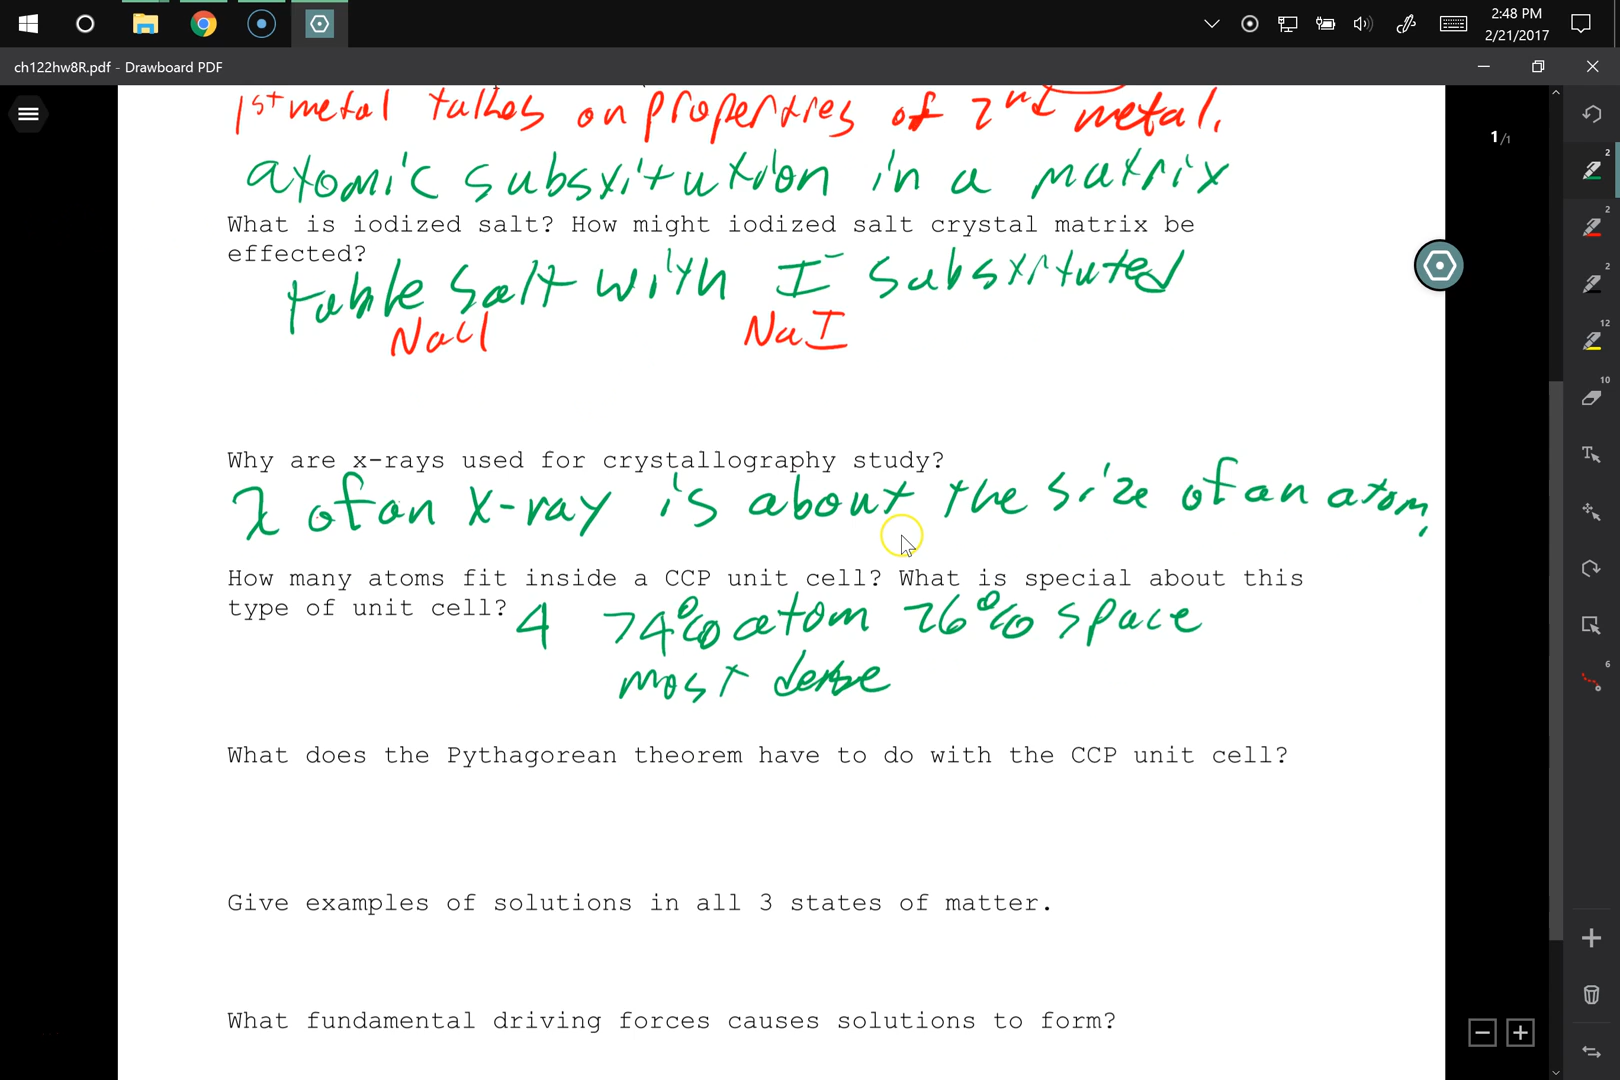 2:48 PM
2/21/2017
ch122hw8R.pdf - Drawboard PDF
1st metal takes on properties of 2nd metal.
1/1
atomic substitution in a matrix
What is iodized salt? How might iodized salt crystal matrix be
effected?
table salt with I⁻ substituted
NaCl NaI
Why are x-rays used for crystallography study?
λ of an x-ray is about the size of an atom.
How many atoms fit inside a CCP unit cell? What is special about this
type of unit cell? 4 74% atom 26% space
most dense
What does the Pythagorean theorem have to do with the CCP unit cell?
Give examples of solutions in all 3 states of matter.
What fundamental driving forces causes solutions to form?
2
2
2
12
10
6